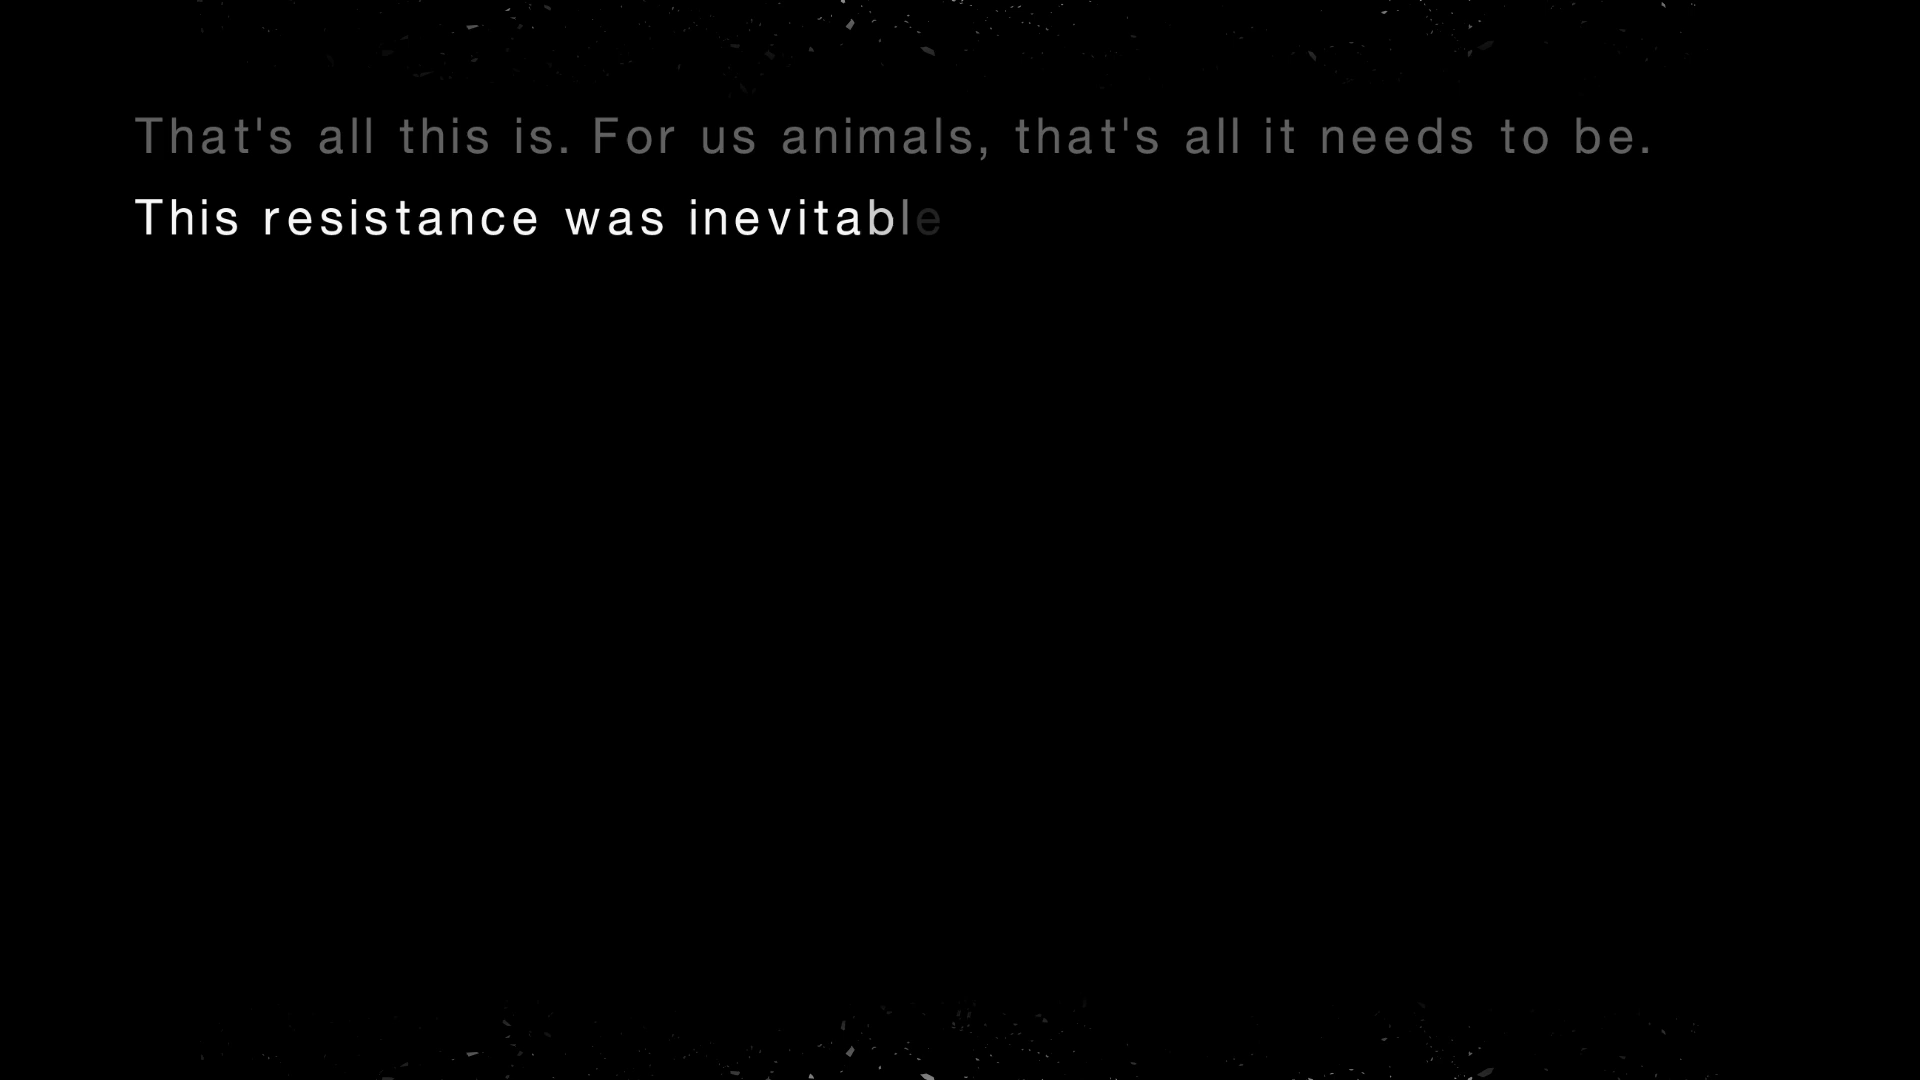 That's all this is. For us animals, that's all it needs to be.
This resistance was inevitable